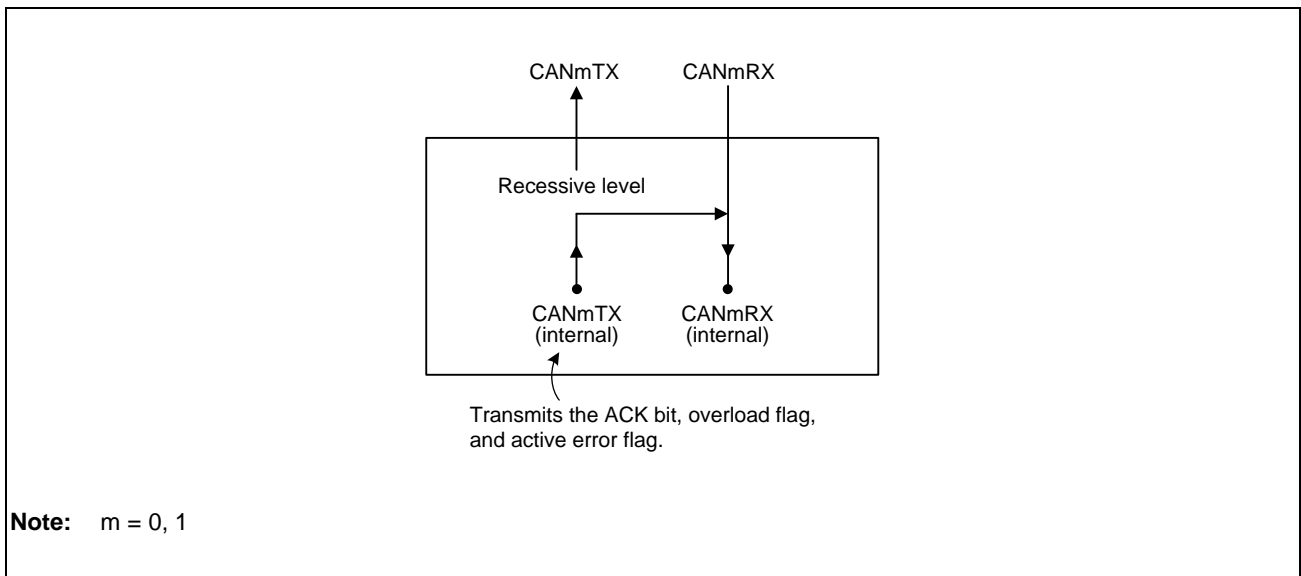 CANmTX CANmRX
Recessive level
CANmTX CANmRX
(internal) (internal)
Transmits the ACK bit, overload flag,
and active error flag.
Note: m = 0, 1